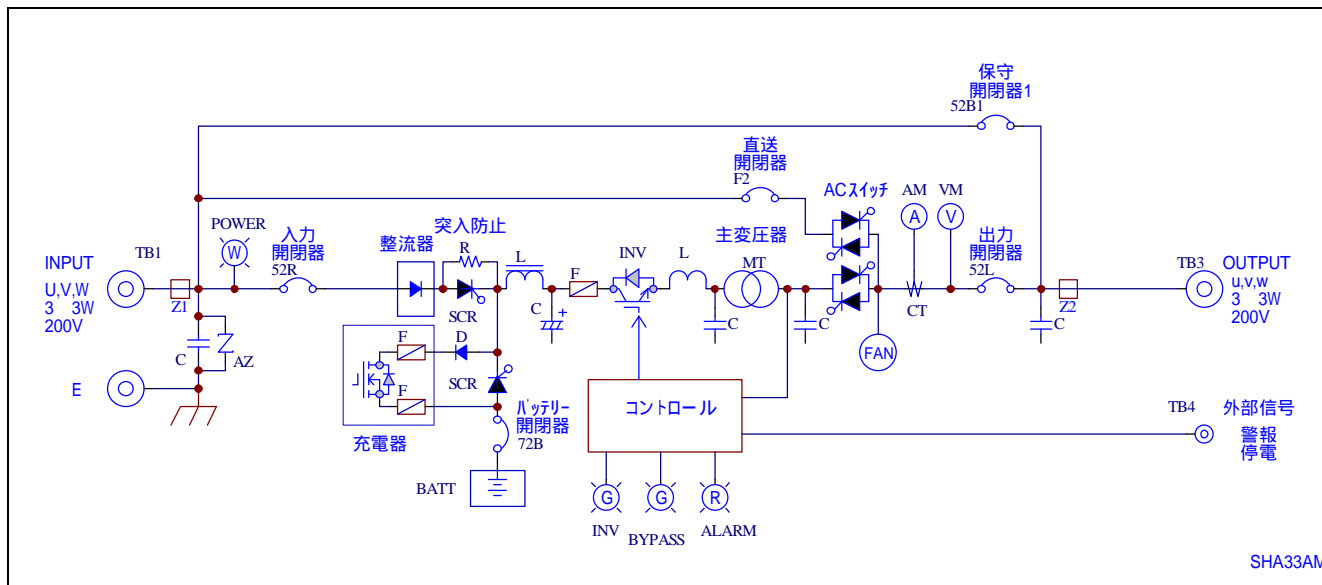 保守
開閉器1
52B1
直送
開閉器
F2
ACスイッチ
AM
VM
A
V
POWER
W
入力
開閉器
52R
整流器
突入防止
R
SCR
L
C
+
F
INV
L
主変圧器
MT
C
C
CT
FAN
出力
開閉器
52L
C
Z2
TB3
OUTPUT
u,v,w
3 3W
200V
TB1
INPUT
U,V,W
3 3W
200V
Z1
C
AZ
E
F
D
F
SCR
充電器
バッテリー
開閉器
72B
BATT
コントロール
G
G
R
INV
BYPASS
ALARM
TB4
外部信号
警報
停電
SHA33AM